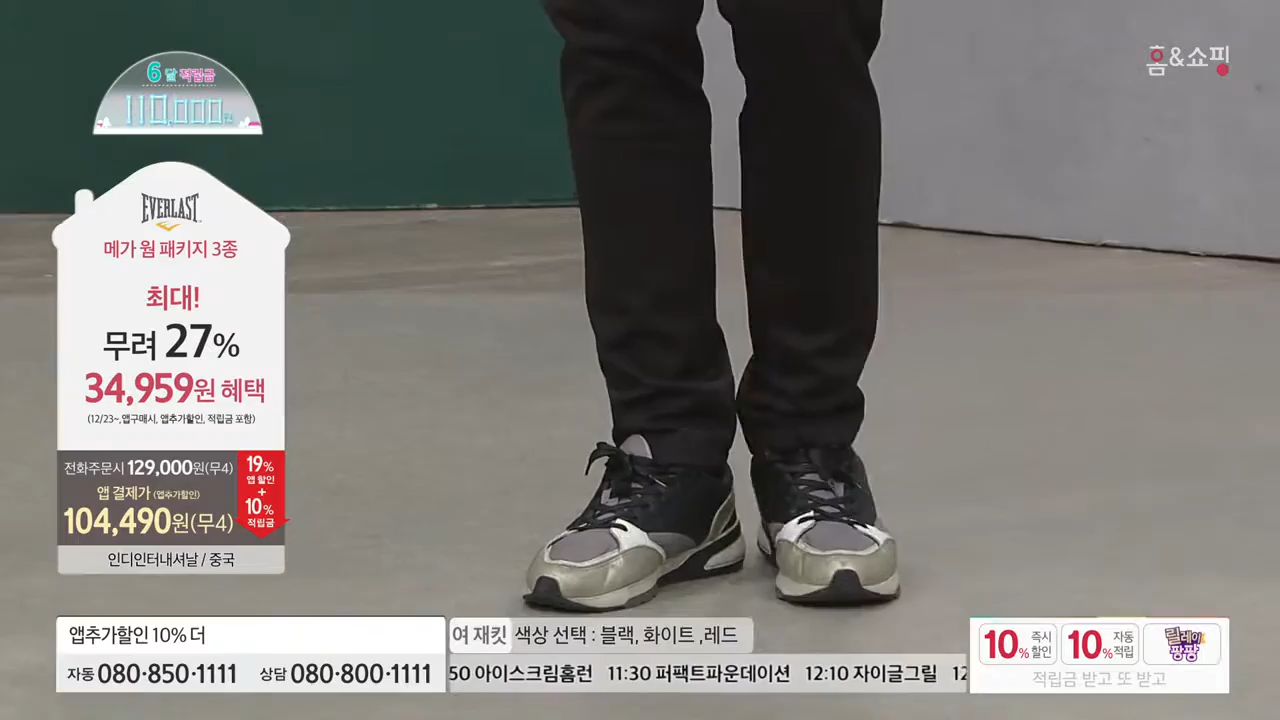 홈&쇼핑
6달 적립금
110,000원
EVERLAST
메가 웜 패키지 3종
최대!
무려 27%
34,959원 혜택
(12/23~,앱구매시, 앱추가할인, 적립금 포함)
전화주문시 129,000원(무4)
앱 결제가 (앱추가할인)
104,490원(무4)
19%
앱 할인
+
10%
적립금
인디인터내셔날 / 중국
앱추가할인 10% 더
자동 080·850·1111 상담 080·800·1111
여 재킷 색상 선택 : 블랙, 화이트 ,레드
50 아이스크림홈런 11:30 퍼팩트파운데이션 12:10 자이글그릴 12
10% 즉시할인
10% 자동적립
릴레이팡팡
적립금 받고 또 받고